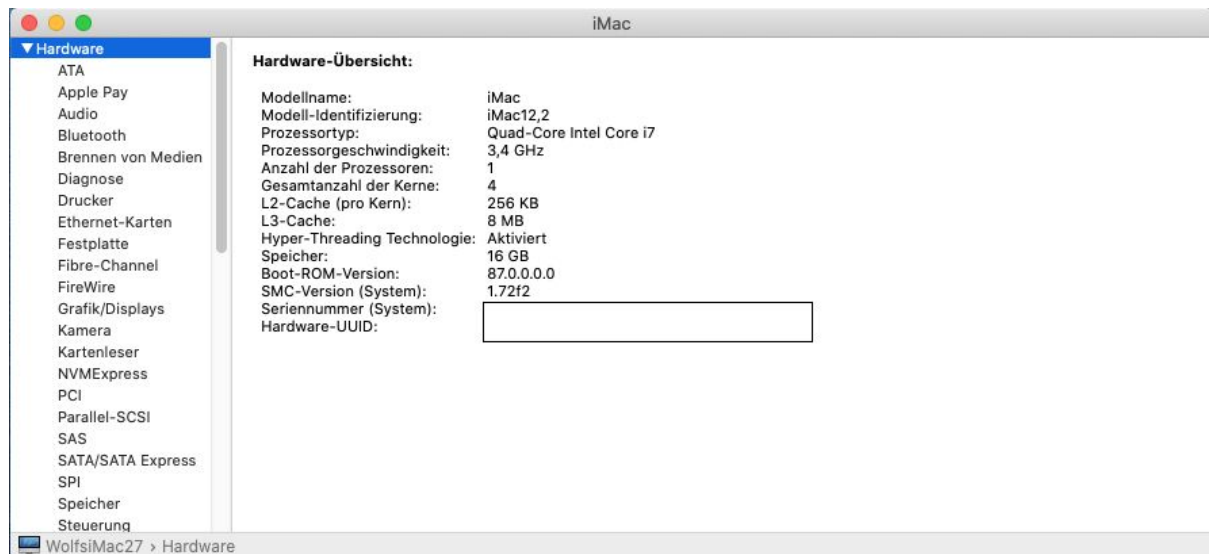 iMac
Hardware
ATA
Apple Pay
Audio
Bluetooth
Brennen von Medien
Diagnose
Drucker
Ethernet-Karten
Festplatte
Fibre-Channel
FireWire
Grafik/Displays
Kamera
Kartenleser
NVMExpress
PCI
Parallel-SCSI
SAS
SATA/SATA Express
SPI
Speicher
Steuerung
Hardware-Übersicht:
Modellname: iMac
Modell-Identifizierung: iMac12,2
Prozessortyp: Quad-Core Intel Core i7
Prozessorgeschwindigkeit: 3,4 GHz
Anzahl der Prozessoren: 1
Gesamtanzahl der Kerne: 4
L2-Cache (pro Kern): 256 KB
L3-Cache: 8 MB
Hyper-Threading Technologie: Aktiviert
Speicher: 16 GB
Boot-ROM-Version: 87.0.0.0.0
SMC-Version (System): 1.72f2
Seriennummer (System):
Hardware-UUID:
WolfsiMac27 › Hardware